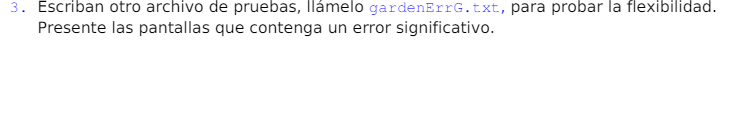 3. Escriban otro archivo de pruebas, llámelo gardenErrG.txt, para probar la flexibilidad.
Presente las pantallas que contenga un error significativo.